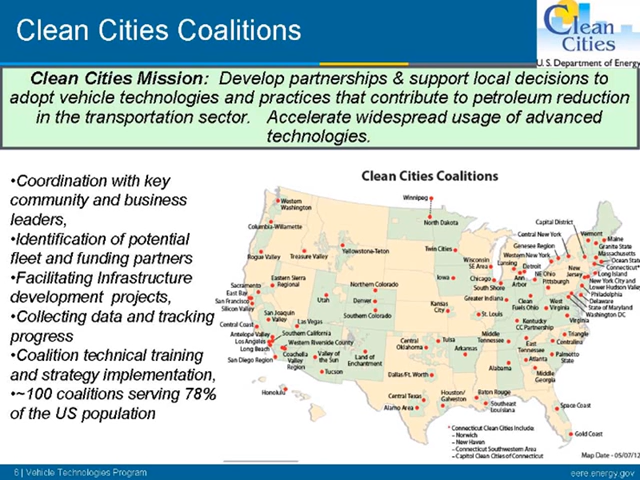 Clean Cities Coalitions
Clean
Cities
U.S. Department of Energy
Clean Cities Mission: Develop partnerships & support local decisions to
adopt vehicle technologies and practices that contribute to petroleum reduction
in the transportation sector. Accelerate widespread usage of advanced
technologies.
•Coordination with key
community and business
leaders,
•Identification of potential
fleet and funding partners
•Facilitating Infrastructure
development projects,
•Collecting data and tracking
progress
•Coalition technical training
and strategy implementation,
•~100 coalitions serving 78%
of the US population
Clean Cities Coalitions
Western
Washington
Winnipeg
North Dakota
Columbia-Willamette
Rogue Valley
Treasure Valley
Yellowstone-Teton
Twin Cities
Wisconsin
SE Area
Capital District
Central New York
Genesee Region
Western New York
Vermont
Maine
Granite State
Massachusetts
Ocean State
Connecticut*
Long Island
New York City and
Lower Hudson Valley
New
Jersey
Philadelphia
Delaware
State of Maryland
Washington DC
Lansing
Detroit
Ann
Arbor
NE Ohio
Pittsburgh
Iowa
Chicago
South Shore
Greater Indiana
Clean
Fuels Ohio
Virginia
Kentucky
CC Partnership
Virginia
Sacramento
East Bay
San Francisco
Silicon Valley
Eastern Sierra
Regional
Utah
Northern Colorado
Denver
Southern Colorado
Kansas
City
St. Louis
San Joaquin
Valley
Las Vegas
Central Coast
Southern California
Antelope Valley
Los Angeles
Long Beach
San Diego Region
Western Riverside County
Coachella
Valley
Region
Valley of
the Sun
Tucson
Land of
Enchantment
Central
Oklahoma
Tulsa
Arkansas
Middle
Tennessee
East
Tennessee
Triangle
Centralina
Atlanta
Palmetto
State
Alabama
Middle
Georgia
Dallas/Ft. Worth
Central Texas
Alamo Area
Houston/
Galveston
Baton Rouge
Southeast
Louisiana
Space Coast
Gold Coast
Honolulu
* Connecticut Clean Cities Include
– Norwich
– New Haven
– Connecticut Southwestern Area
– Capitol Clean Cities of Connecticut
Map Date - 05/07/12
6 | Vehicle Technologies Program
eere.energy.gov